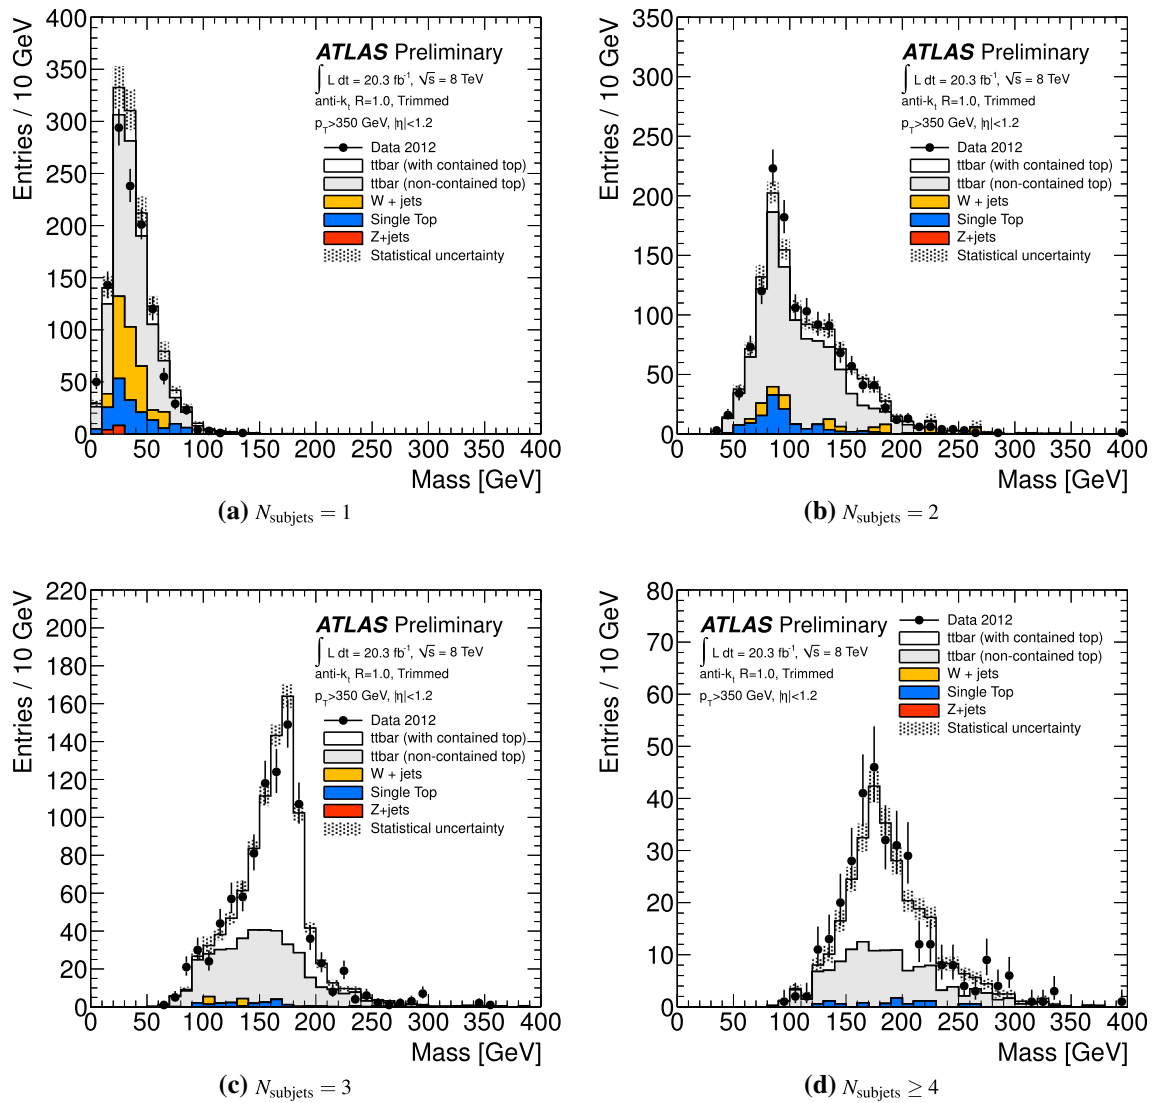 Entries / 10 GeV
400
350
300
250
200
150
100
50
0
ATLAS Preliminary
∫ L dt = 20.3 fb⁻¹, √s = 8 TeV
anti-kₜ R=1.0, Trimmed
p_T>350 GeV, |η|<1.2
Data 2012
ttbar (with contained top)
ttbar (non-contained top)
W + jets
Single Top
Z+jets
Statistical uncertainty
0 50 100 150 200 250 300 350 400
Mass [GeV]
(a) N_subjets = 1
Entries / 10 GeV
350
300
250
200
150
100
50
0
ATLAS Preliminary
∫ L dt = 20.3 fb⁻¹, √s = 8 TeV
anti-kₜ R=1.0, Trimmed
p_T>350 GeV, |η|<1.2
Data 2012
ttbar (with contained top)
ttbar (non-contained top)
W + jets
Single Top
Z+jets
Statistical uncertainty
0 50 100 150 200 250 300 350 400
Mass [GeV]
(b) N_subjets = 2
Entries / 10 GeV
220
200
180
160
140
120
100
80
60
40
20
0
ATLAS Preliminary
∫ L dt = 20.3 fb⁻¹, √s = 8 TeV
anti-kₜ R=1.0, Trimmed
p_T>350 GeV, |η|<1.2
Data 2012
ttbar (with contained top)
ttbar (non-contained top)
W + jets
Single Top
Z+jets
Statistical uncertainty
0 50 100 150 200 250 300 350 400
Mass [GeV]
(c) N_subjets = 3
Entries / 10 GeV
80
70
60
50
40
30
20
10
0
ATLAS Preliminary
∫ L dt = 20.3 fb⁻¹, √s = 8 TeV
anti-kₜ R=1.0, Trimmed
p_T>350 GeV, |η|<1.2
Data 2012
ttbar (with contained top)
ttbar (non-contained top)
W + jets
Single Top
Z+jets
Statistical uncertainty
0 50 100 150 200 250 300 350 400
Mass [GeV]
(d) N_subjets ≥ 4